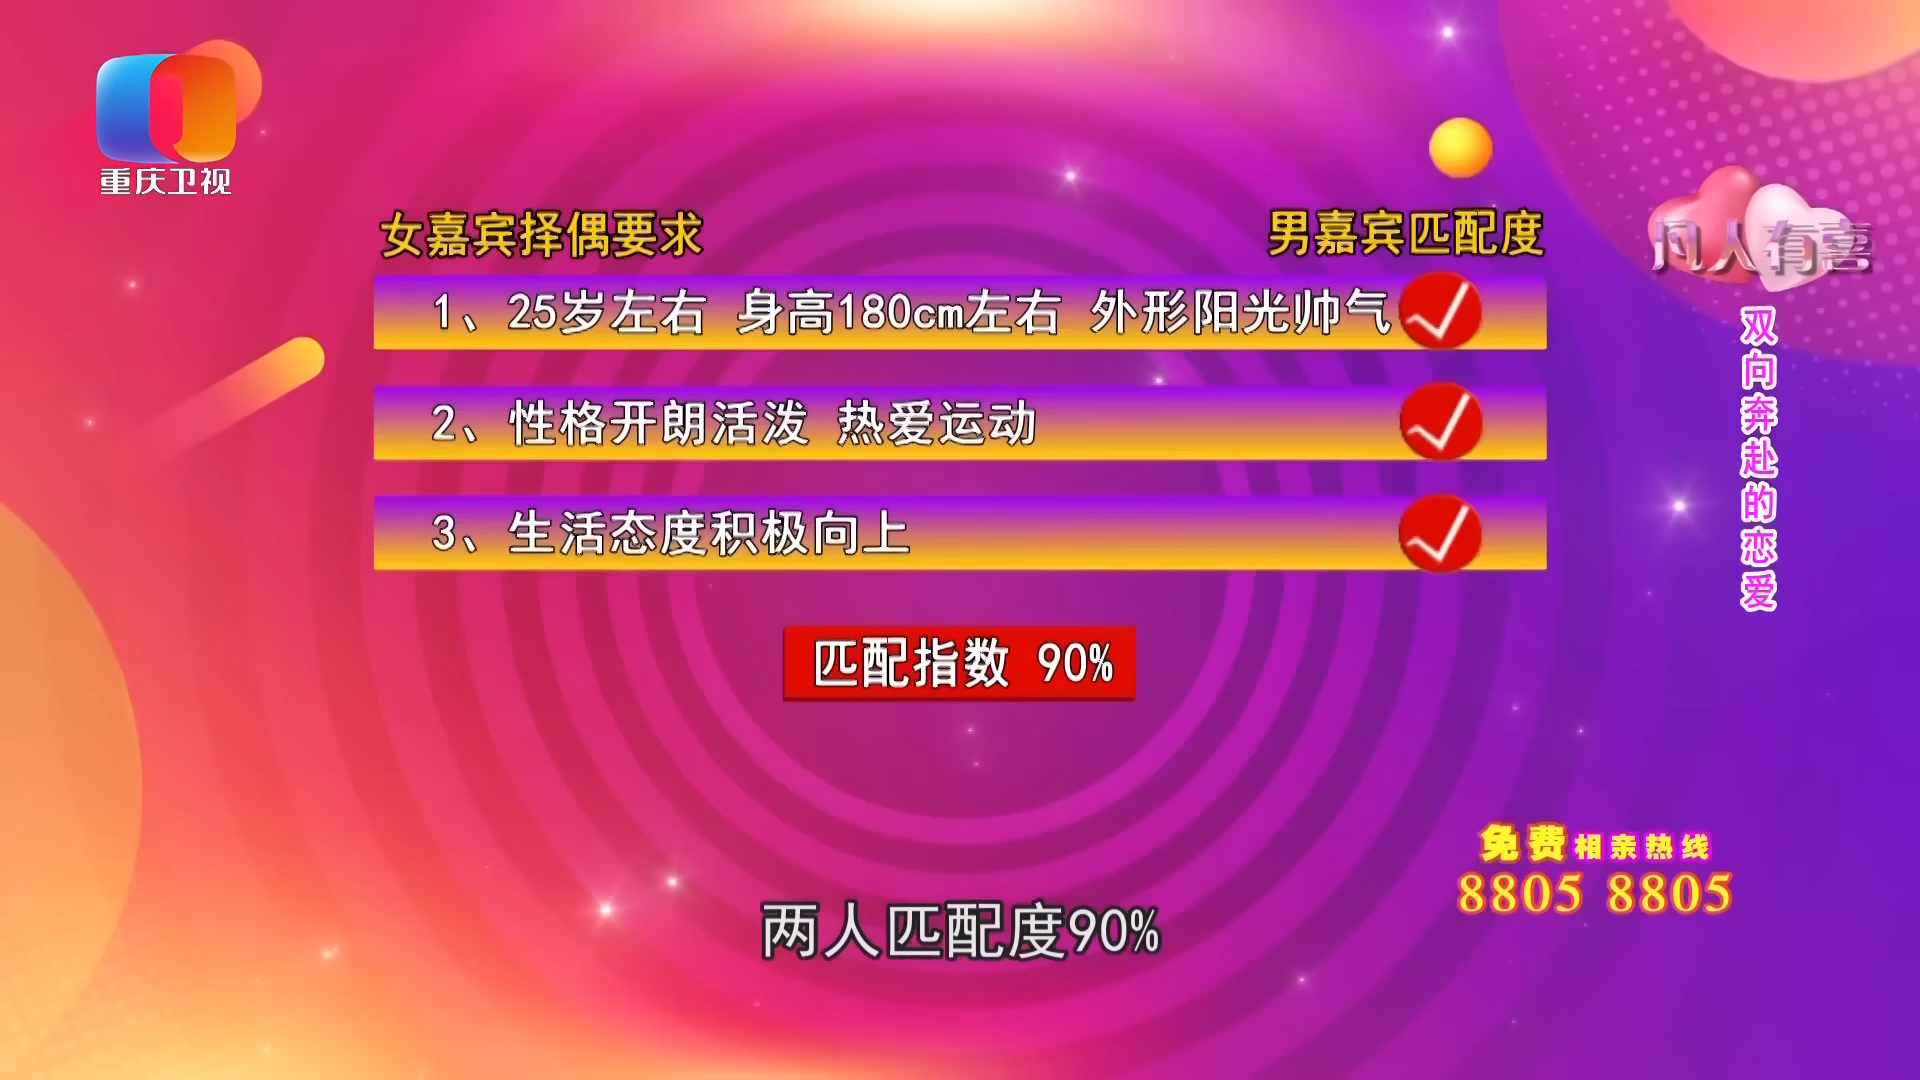 重庆卫视
凡人有喜
女嘉宾择偶要求 男嘉宾匹配度
1、25岁左右 身高180cm左右 外形阳光帅气
2、性格开朗活泼 热爱运动
3、生活态度积极向上
匹配指数 90%
双向奔赴的恋爱
免费相亲热线
8805 8805
两人匹配度90%